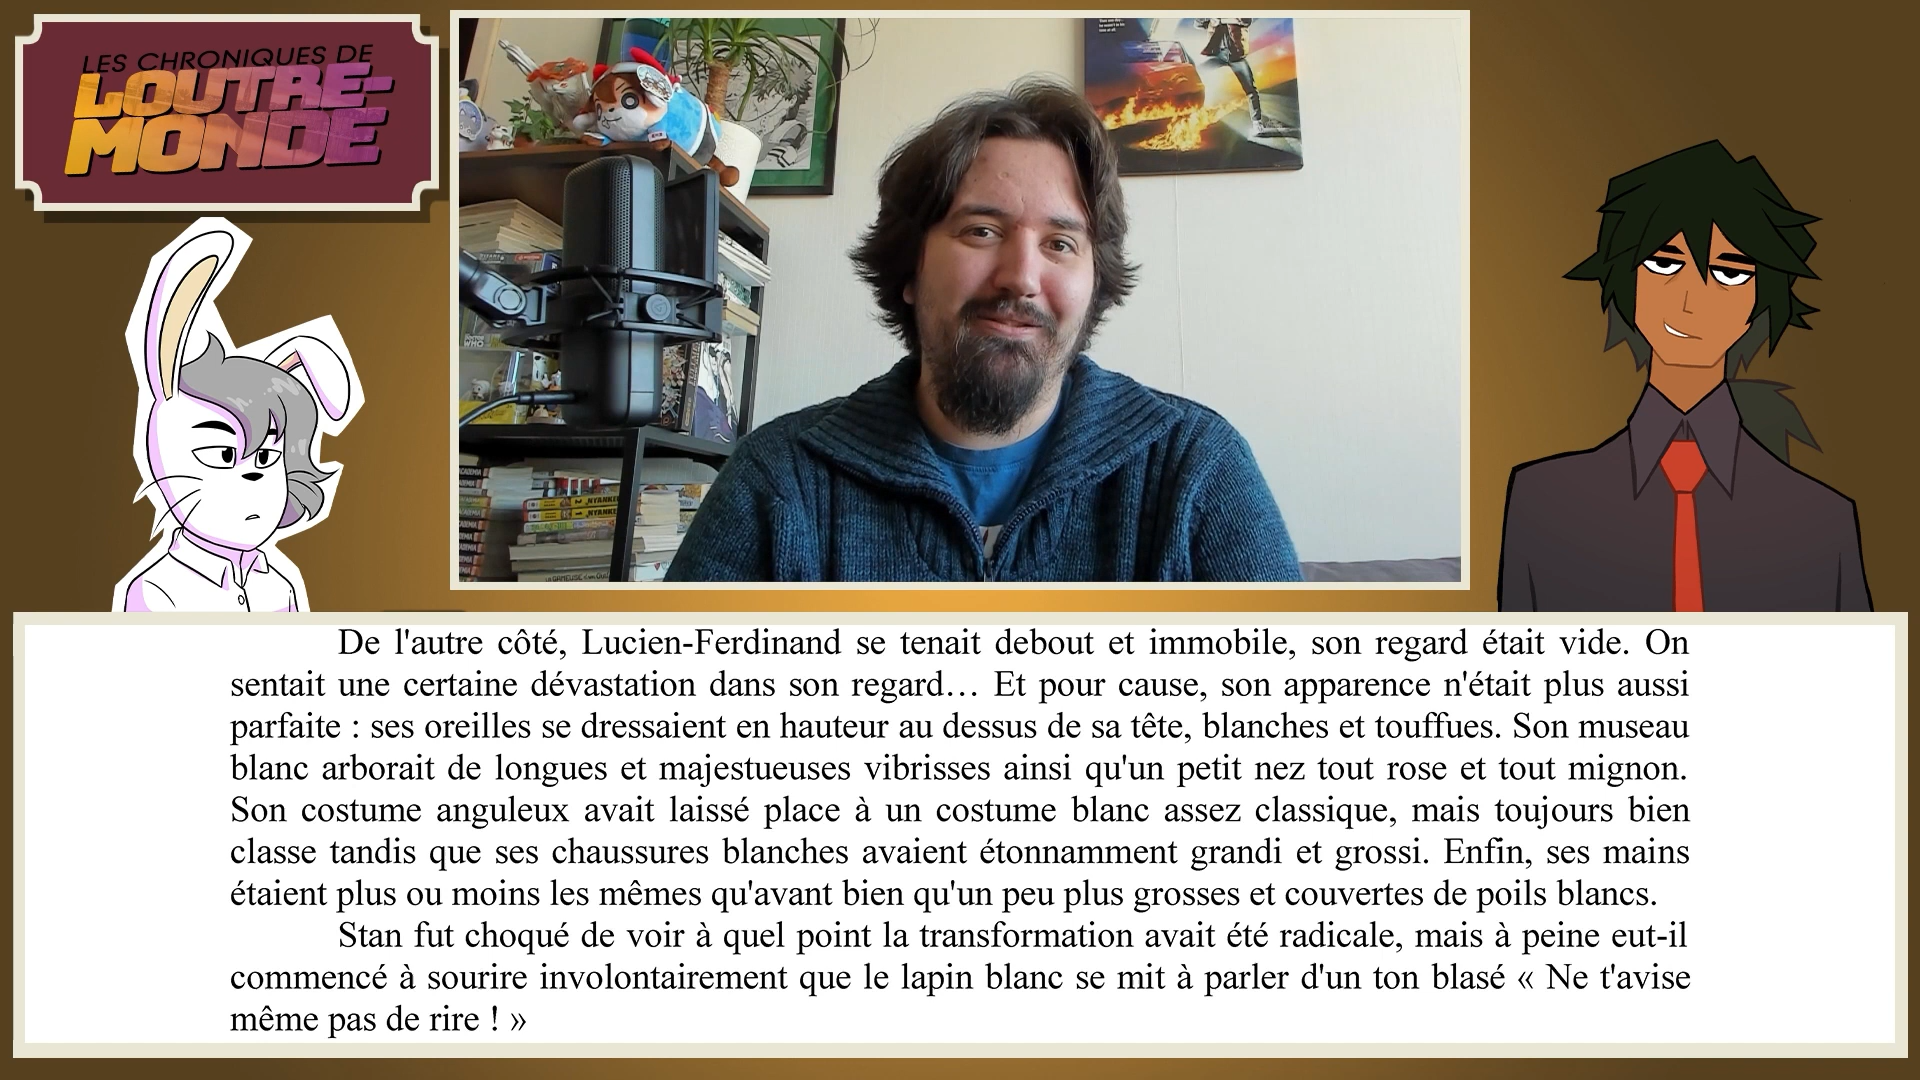 LES CHRONIQUES DE
LOUTRE-
MONDE
De l'autre côté, Lucien-Ferdinand se tenait debout et immobile, son regard était vide. On
sentait une certaine dévastation dans son regard… Et pour cause, son apparence n'était plus aussi
parfaite : ses oreilles se dressaient en hauteur au dessus de sa tête, blanches et touffues. Son museau
blanc arborait de longues et majestueuses vibrisses ainsi qu'un petit nez tout rose et tout mignon.
Son costume anguleux avait laissé place à un costume blanc assez classique, mais toujours bien
classe tandis que ses chaussures blanches avaient étonnamment grandi et grossi. Enfin, ses mains
étaient plus ou moins les mêmes qu'avant bien qu'un peu plus grosses et couvertes de poils blancs.
Stan fut choqué de voir à quel point la transformation avait été radicale, mais à peine eut-il
commencé à sourire involontairement que le lapin blanc se mit à parler d'un ton blasé « Ne t'avise
même pas de rire ! »